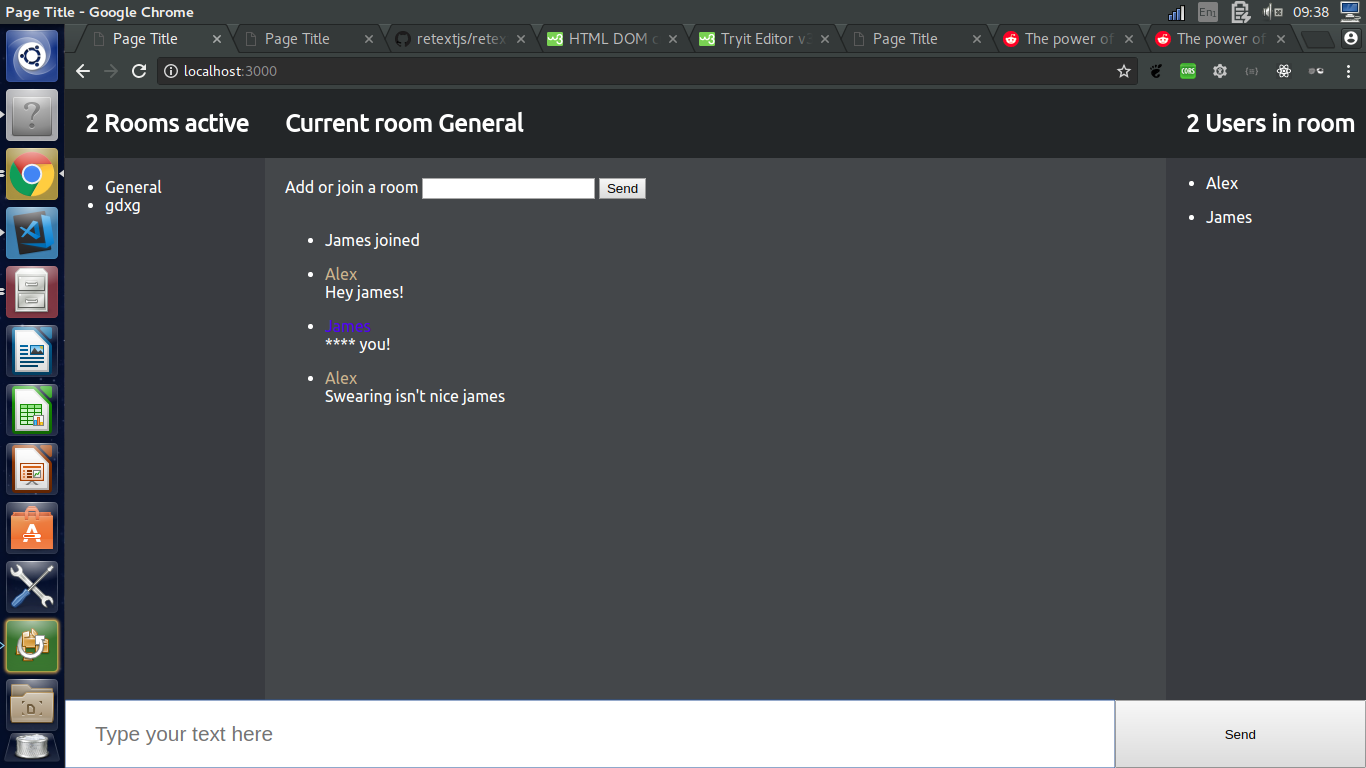 Page Title - Google Chrome
En1
09:38
Page Title
Page Title
retextjs/retex
HTML DOM
Tryit Editor
Page Title
The power of
The power of
localhost:3000
CORS
2 Rooms active
Current room General
2 Users in room
General
gdxg
Add or join a room
Send
James joined
Alex
Hey james!
James
**** you!
Alex
Swearing isn't nice james
Alex
James
Type your text here
Send